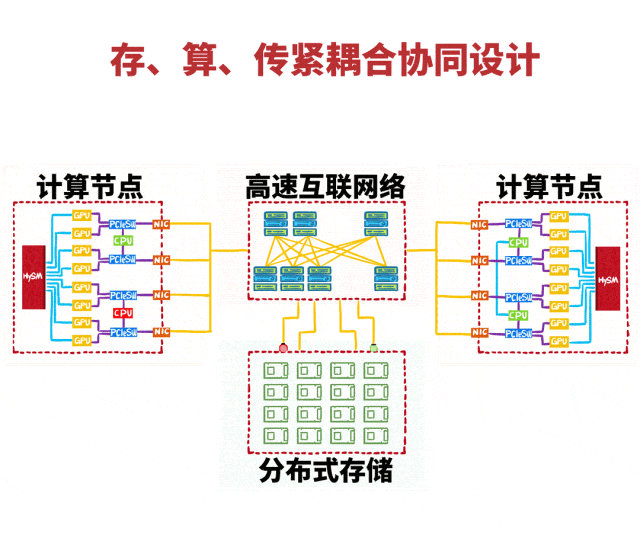 存、算、传紧耦合协同设计
计算节点
高速互联网络
计算节点
GPU
PCIeSW
NIC
GPU
CPU
GPU
PCIeSW
NIC
GPU
HySM
GPU
PCIeSW
NIC
GPU
CPU
GPU
PCIeSW
NIC
GPU
GPU
NIC
PCIeSW
GPU
CPU
GPU
NIC
PCIeSW
GPU
HySM
GPU
NIC
PCIeSW
GPU
CPU
GPU
NIC
PCIeSW
GPU
分布式存储